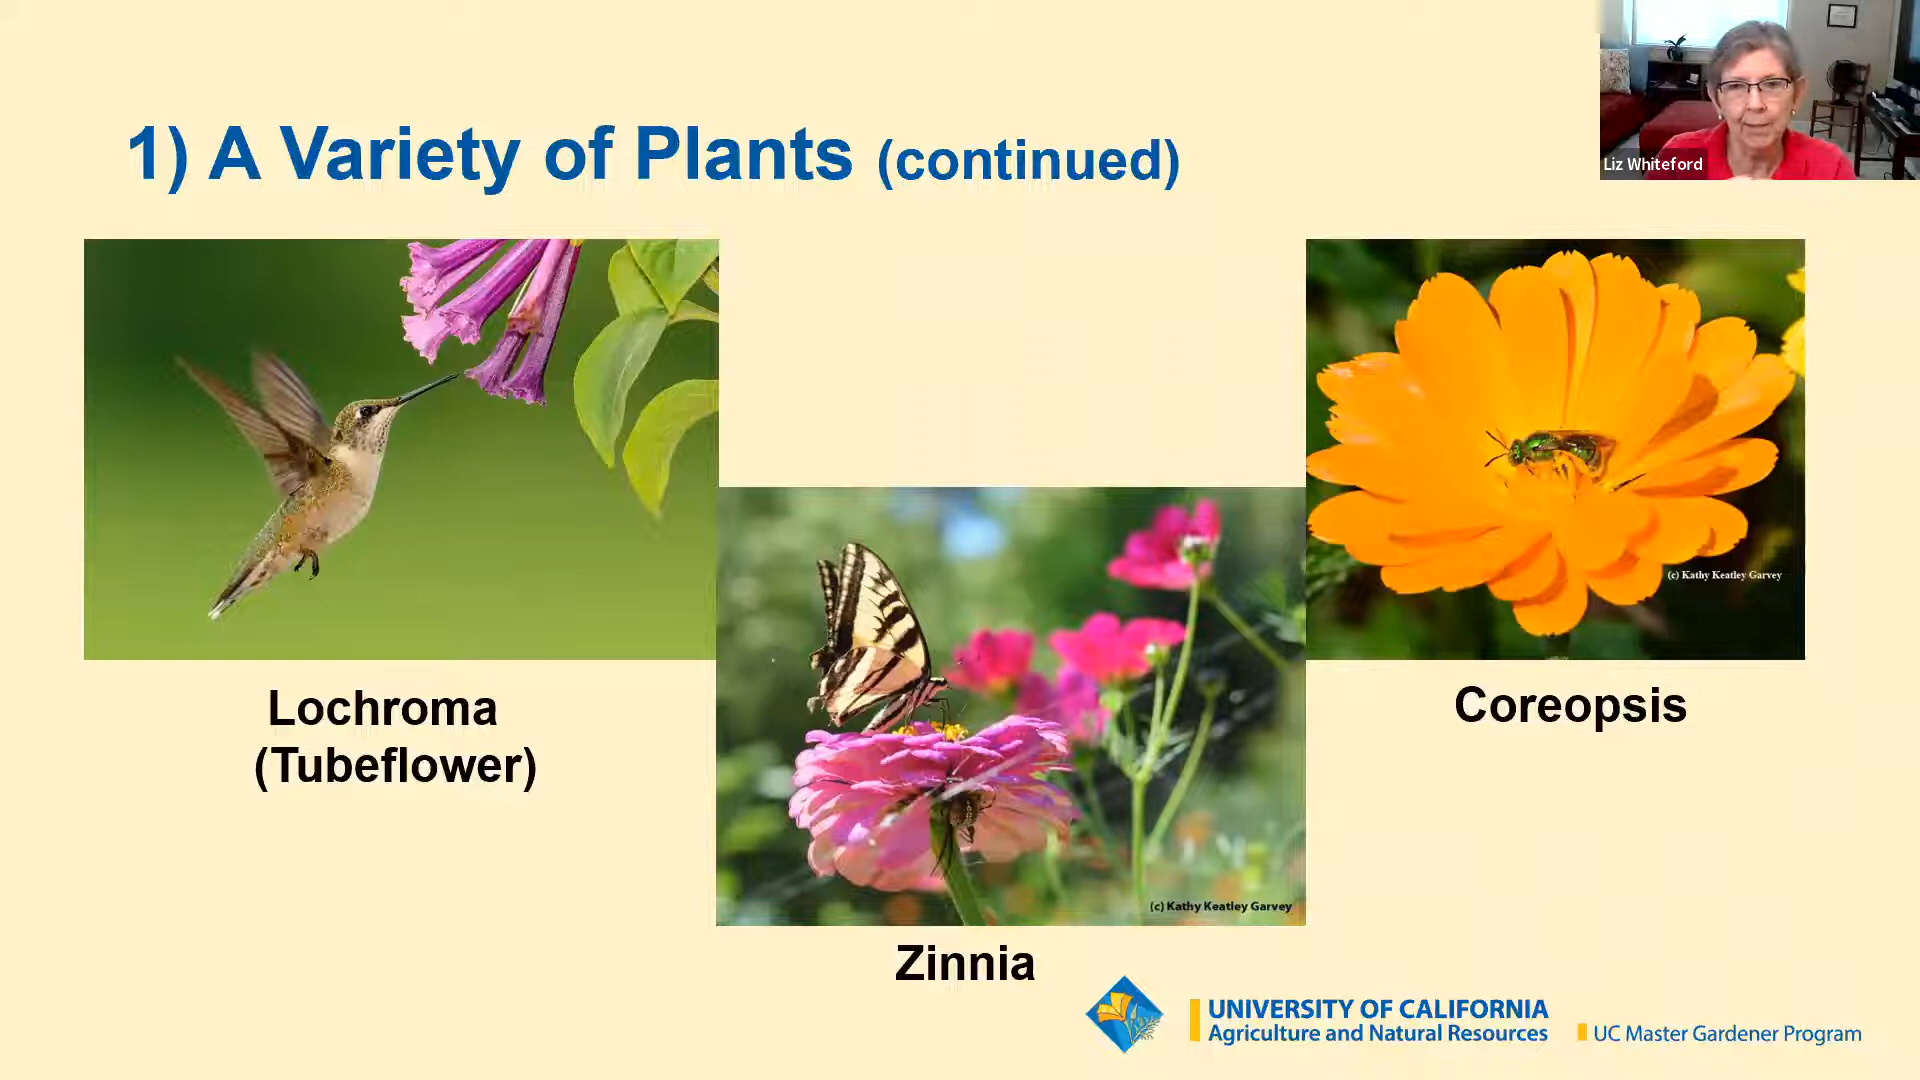 Liz Whiteford
1) A Variety of Plants (continued)
(c) Kathy Keatley Garvey
Lochroma
(Tubeflower)
Coreopsis
(c) Kathy Keatley Garvey
Zinnia
UNIVERSITY OF CALIFORNIA
Agriculture and Natural Resources
UC Master Gardener Program